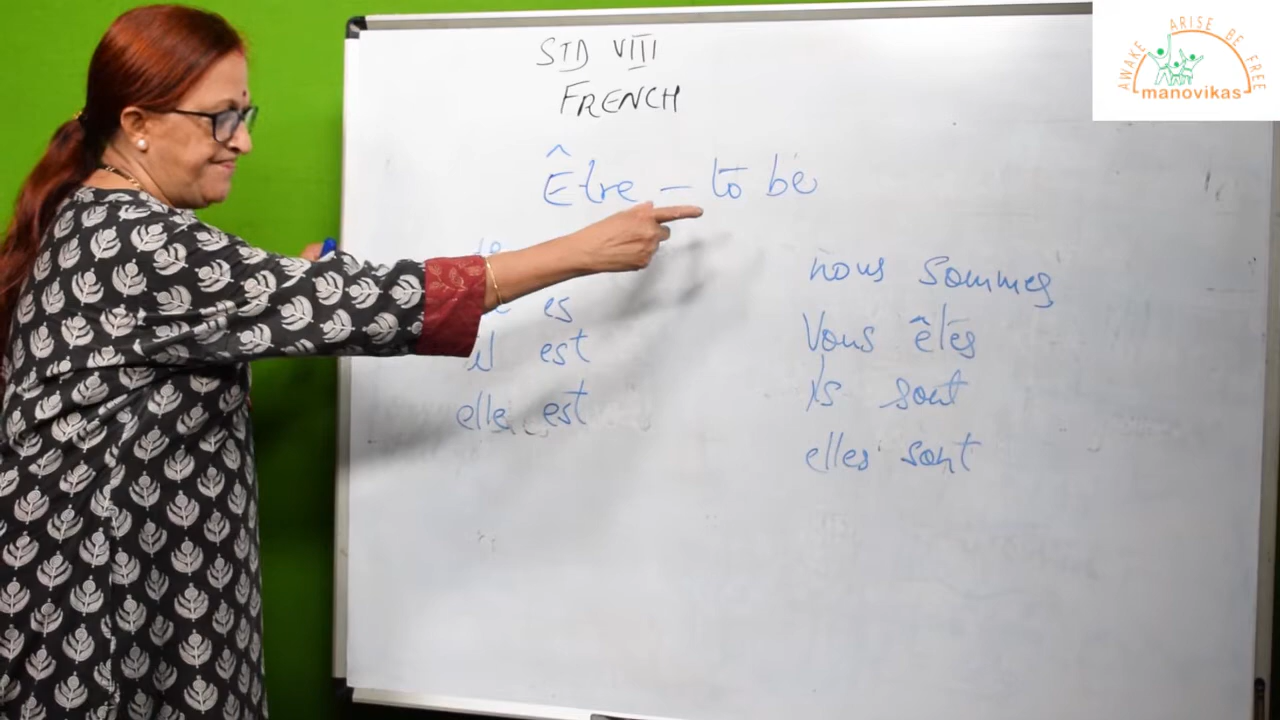 STD VIII
FRENCH
Être - to be
es
il est
elle est
nous sommes
Vous êtes
ils sont
elles sont
AWAKE ARISE BE FREE
manovikas